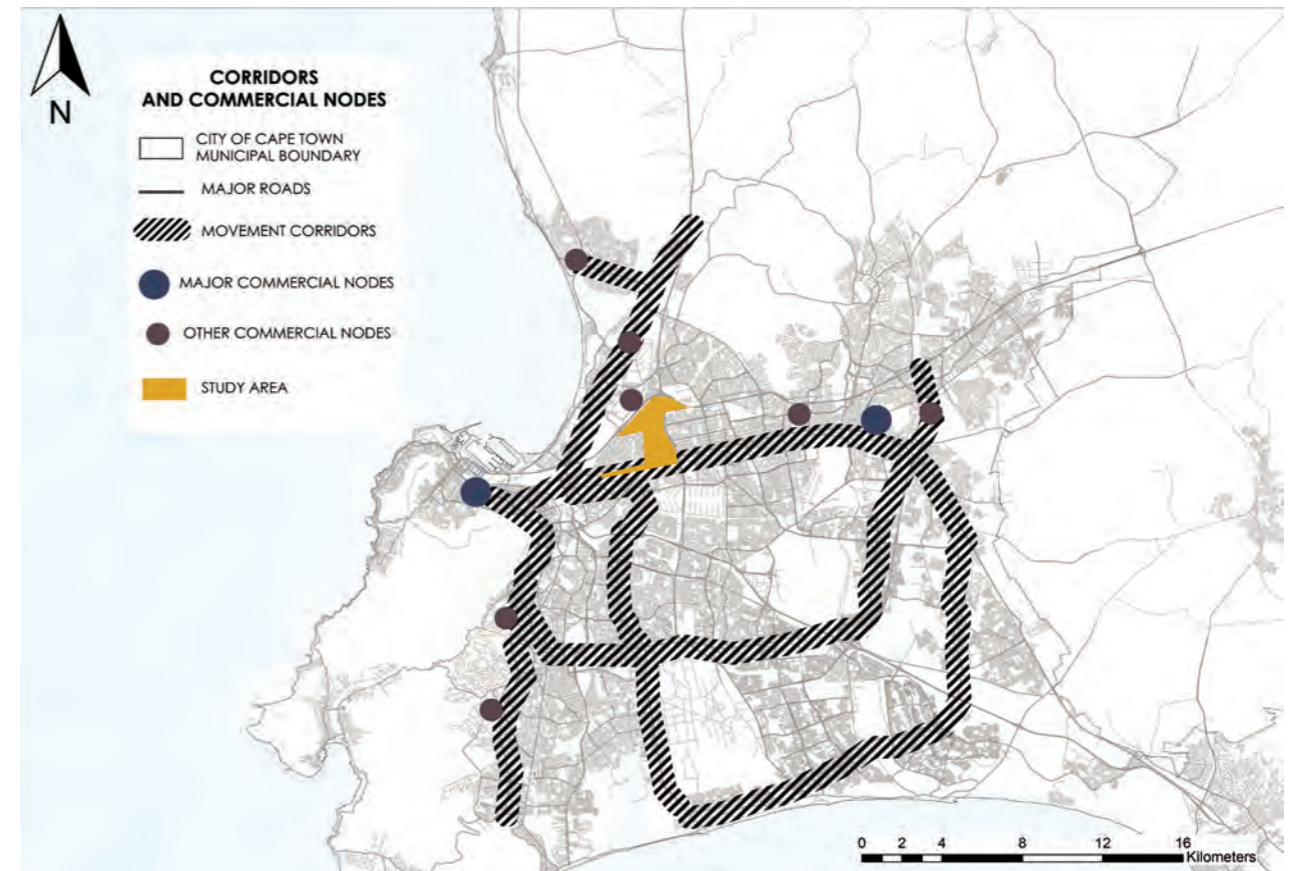 N
CORRIDORS
AND COMMERCIAL NODES
CITY OF CAPE TOWN
MUNICIPAL BOUNDARY
MAJOR ROADS
MOVEMENT CORRIDORS
MAJOR COMMERCIAL NODES
OTHER COMMERCIAL NODES
STUDY AREA
0 2 4 8 12 16
Kilometers